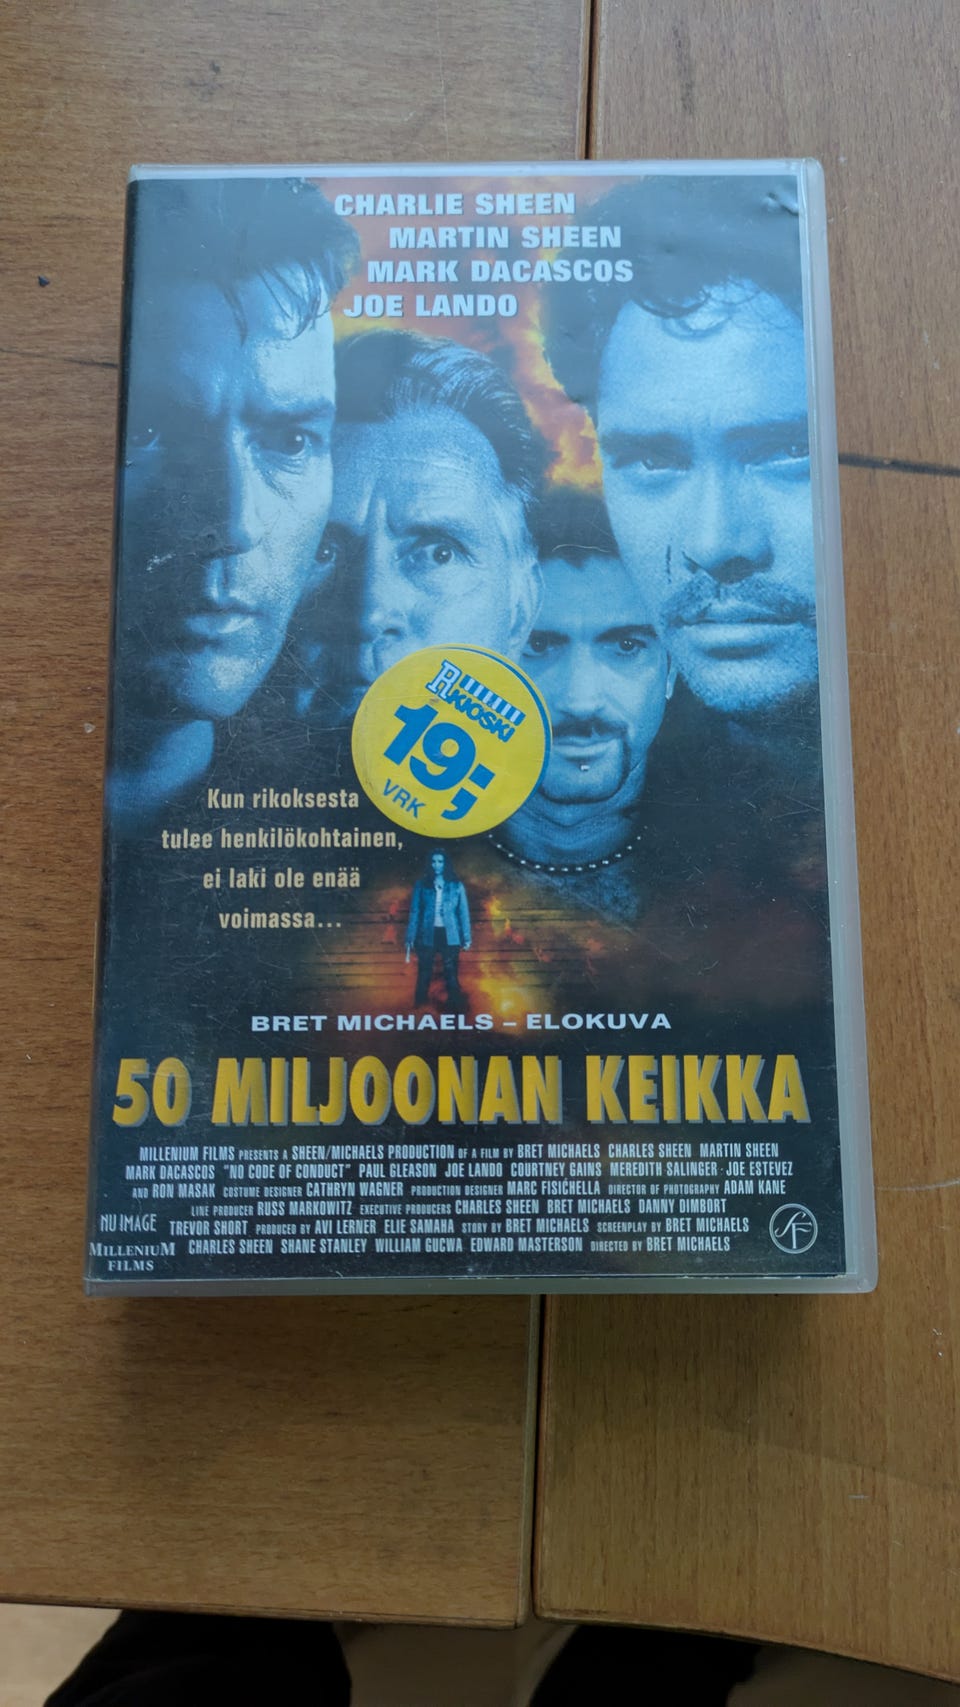 CHARLIE SHEEN
MARTIN SHEEN
MARK DACASCOS
JOE LANDO
R KIOSKI
19;
VRK
Kun rikoksesta
tulee henkilökohtainen,
ei laki ole enää
voimassa...
BRET MICHAELS – ELOKUVA
50 MILJOONAN KEIKKA
MILLENIUM FILMS PRESENTS A SHEEN/MICHAELS PRODUCTION OF A FILM BY BRET MICHAELS CHARLES SHEEN MARTIN SHEEN
MARK DACASCOS "NO CODE OF CONDUCT" PAUL GLEASON JOE LANDO COURTNEY GAINS MEREDITH SALINGER JOE ESTEVEZ
AND RON MASAK COSTUME DESIGNER CATHRYN WAGNER PRODUCTION DESIGNER MARC FISICHELLA DIRECTOR OF PHOTOGRAPHY ADAM KANE
LINE PRODUCER RUSS MARKOWITZ EXECUTIVE PRODUCERS CHARLES SHEEN BRET MICHAELS DANNY DIMBORT
TREVOR SHORT PRODUCED BY AVI LERNER ELIE SAMAHA STORY BY BRET MICHAELS SCREENPLAY BY BRET MICHAELS
CHARLES SHEEN SHANE STANLEY WILLIAM GUCWA EDWARD MASTERSON DIRECTED BY BRET MICHAELS
NU IMAGE
MILLENIUM
FILMS
SF